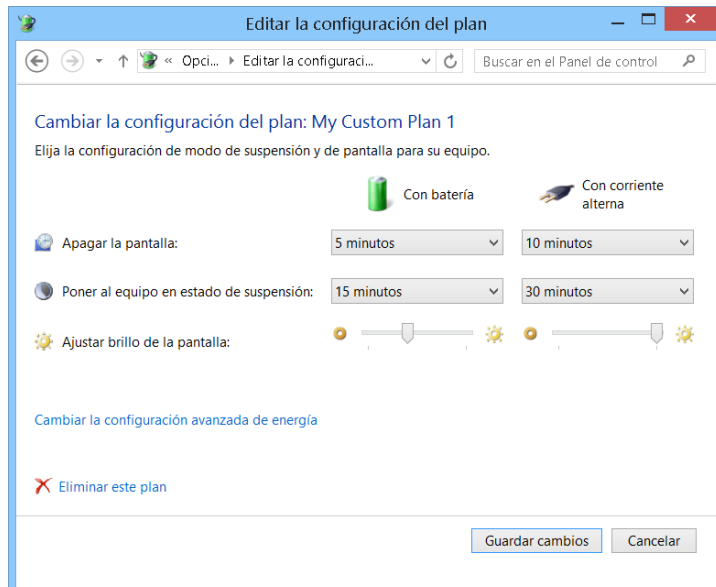 Editar la configuración del plan
« Opci... Editar la configuraci... Buscar en el Panel de control
Cambiar la configuración del plan: My Custom Plan 1
Elija la configuración de modo de suspensión y de pantalla para su equipo.
Con batería
Con corriente
alterna
Apagar la pantalla: 5 minutos 10 minutos
Poner al equipo en estado de suspensión: 15 minutos 30 minutos
Ajustar brillo de la pantalla:
Cambiar la configuración avanzada de energía
Eliminar este plan
Guardar cambios Cancelar